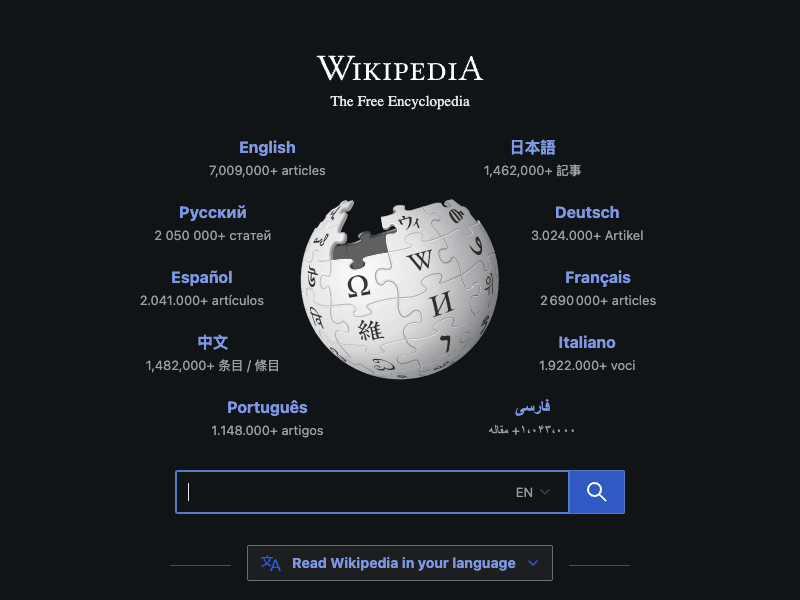 WIKIPEDIA
The Free Encyclopedia
English
7,009,000+ articles
日本語
1,462,000+ 記事
Русский
2 050 000+ статей
Deutsch
3.024.000+ Artikel
Español
2.041.000+ artículos
Français
2 690 000+ articles
中文
1,482,000+ 条目 / 條目
Italiano
1.922.000+ voci
Português
1.148.000+ artigos
فارسی
۱٬۰۴۳٬۰۰۰+ مقاله
ウィ
W
Ω
И
維
EN
Read Wikipedia in your language